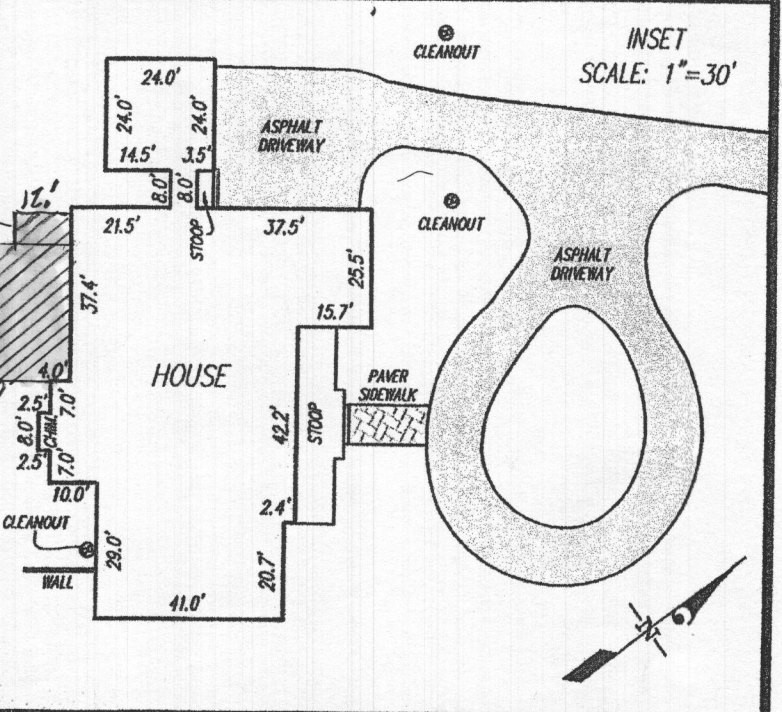 INSET
SCALE: 1"=30'
CLEANOUT
24.0'
24.0'
24.0'
ASPHALT
DRIVEWAY
14.5'
3.5'
8.0'
8.0'
STOOP
12.'
21.5'
37.5'
CLEANOUT
25.5'
ASPHALT
DRIVEWAY
37.4'
15.7'
HOUSE
4.0'
PAVER
SIDEWALK
2.5'
7.0'
8.0'
CHIM.
42.2'
STOOP
2.5'
7.0'
10.0'
2.4'
CLEANOUT
29.0'
20.7'
WALL
41.0'
-N-